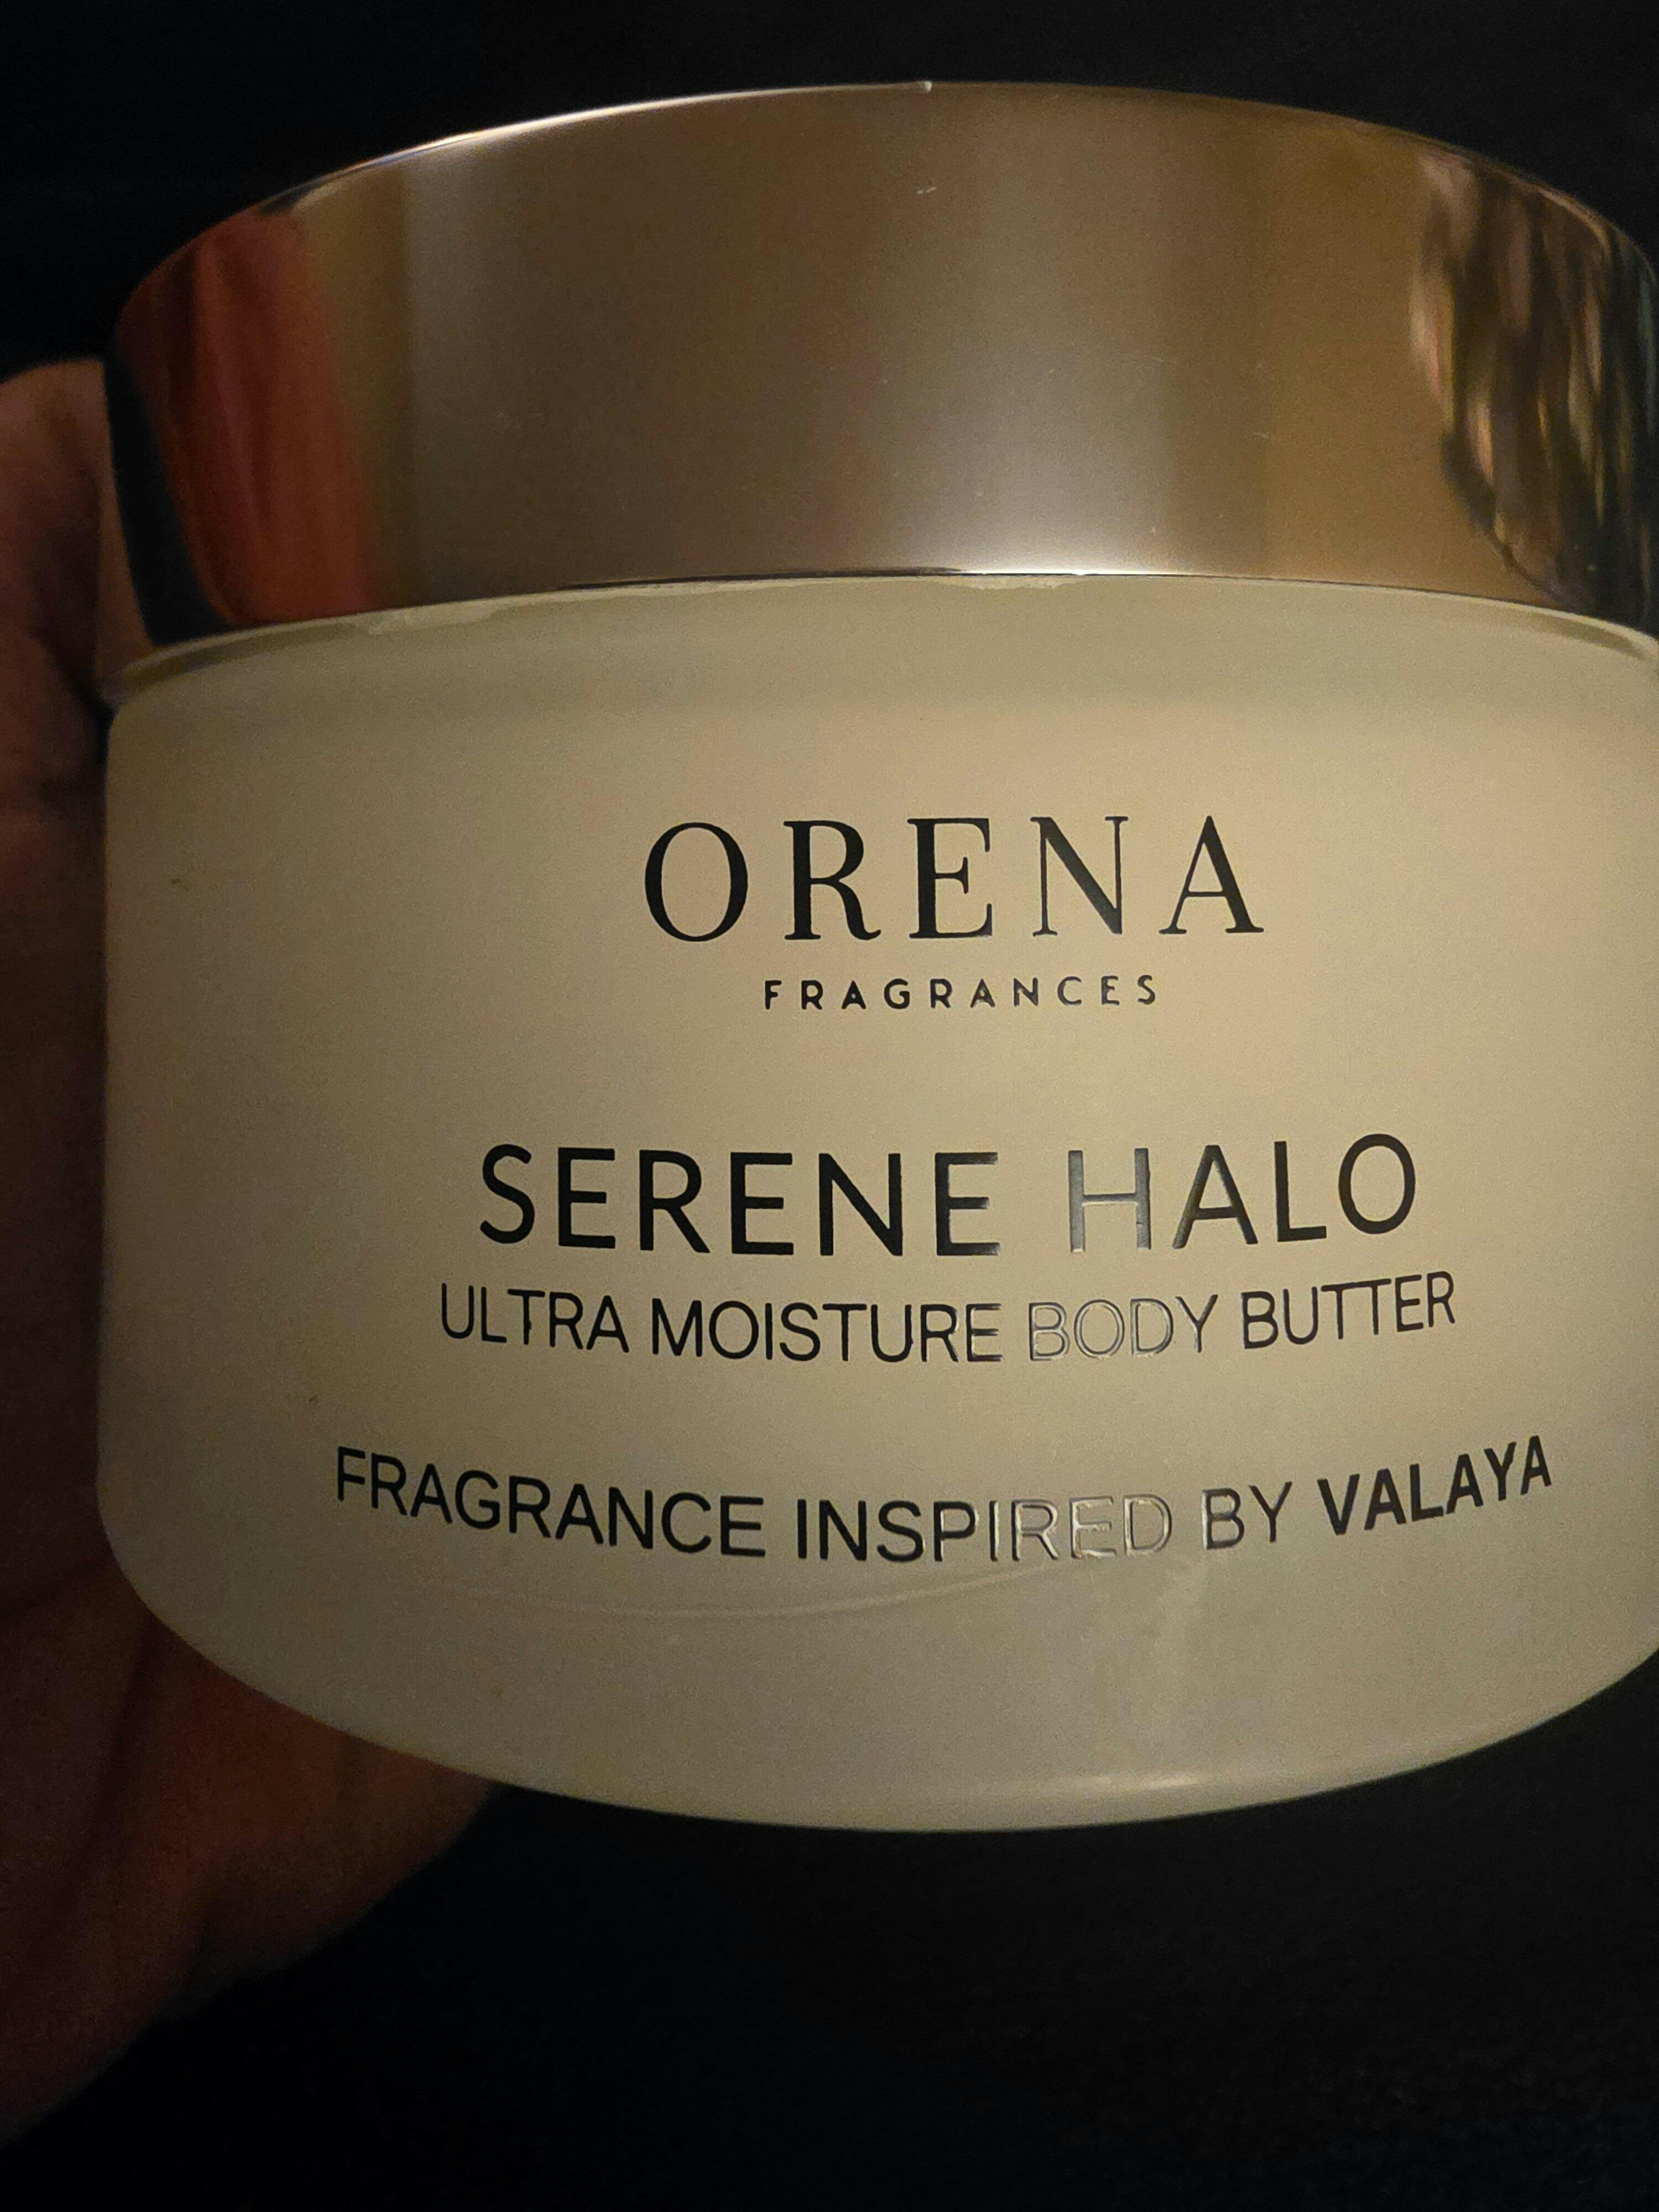 ORENA
FRAGRANCES
SERENE HALO
ULTRA MOISTURE BODY BUTTER
FRAGRANCE INSPIRED BY VALAYA